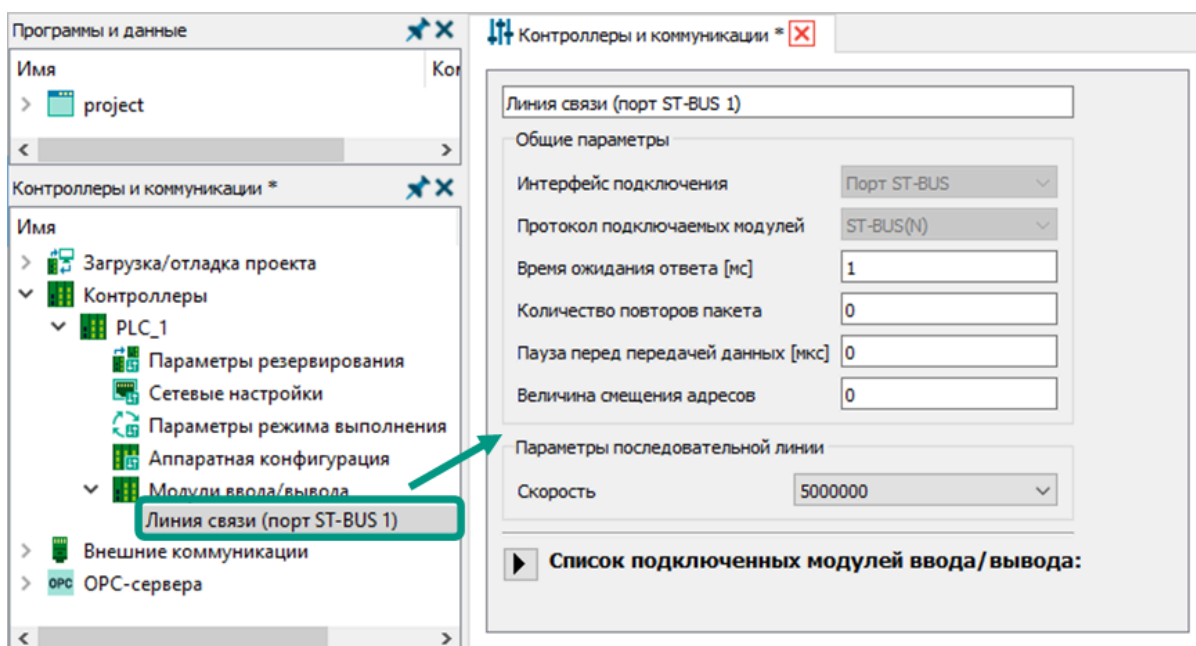 Программы и данные
Имя
Ко
project
Контроллеры и коммуникации *
Имя
Загрузка/отладка проекта
Контроллеры
PLC_1
Параметры резервирования
Сетевые настройки
Параметры режима выполнения
Аппаратная конфигурация
Модули ввода/вывода
Линия связи (порт ST-BUS 1)
Внешние коммуникации
OPC OPC-сервера
Контроллеры и коммуникации *
Линия связи (порт ST-BUS 1)
Общие параметры
Интерфейс подключения Порт ST-BUS
Протокол подключаемых модулей ST-BUS(N)
Время ожидания ответа [мс] 1
Количество повторов пакета 0
Пауза перед передачей данных [мкс] 0
Величина смещения адресов 0
Параметры последовательной линии
Скорость 5000000
Список подключенных модулей ввода/вывода: